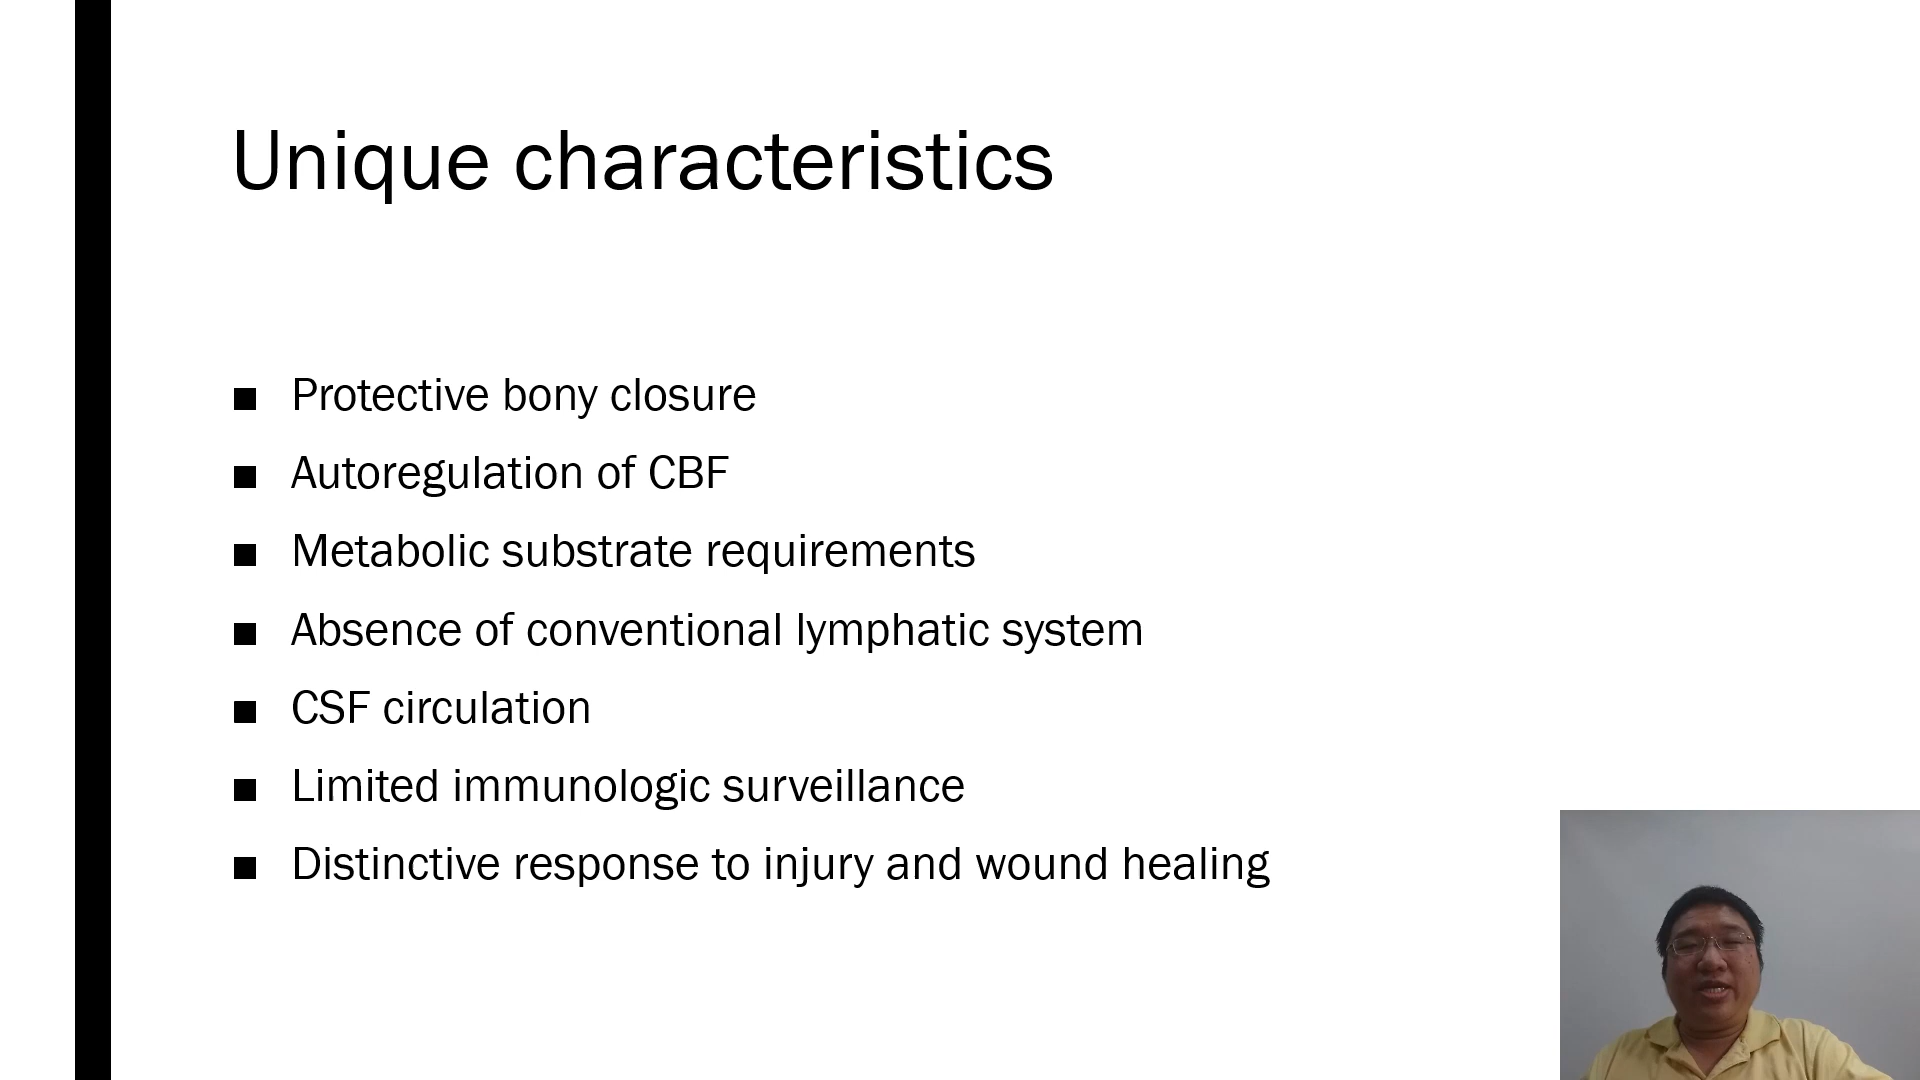 Unique characteristics
■ Protective bony closure
■ Autoregulation of CBF
■ Metabolic substrate requirements
■ Absence of conventional lymphatic system
■ CSF circulation
■ Limited immunologic surveillance
■ Distinctive response to injury and wound healing